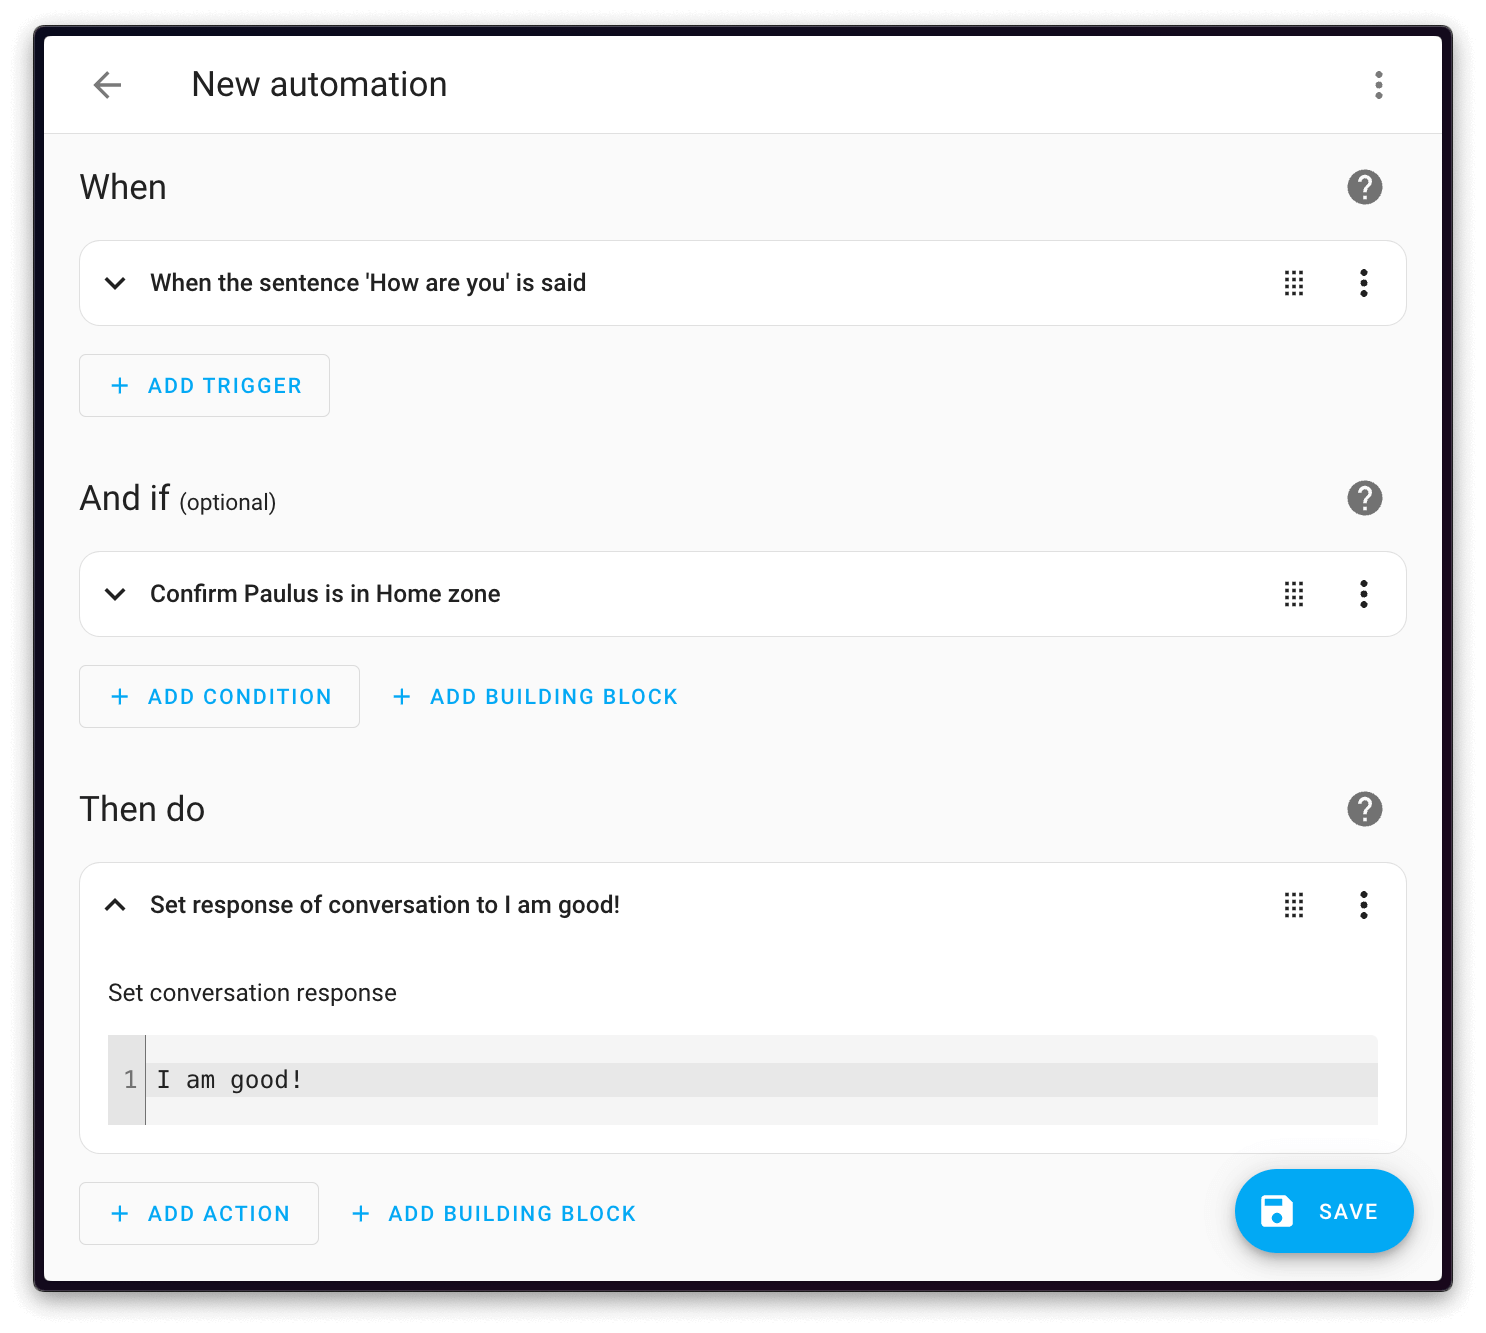 New automation
When
When the sentence 'How are you' is said
ADD TRIGGER
And if (optional)
Confirm Paulus is in Home zone
ADD CONDITION ADD BUILDING BLOCK
Then do
Set response of conversation to I am good!
Set conversation response
1 I am good!
ADD ACTION ADD BUILDING BLOCK
SAVE